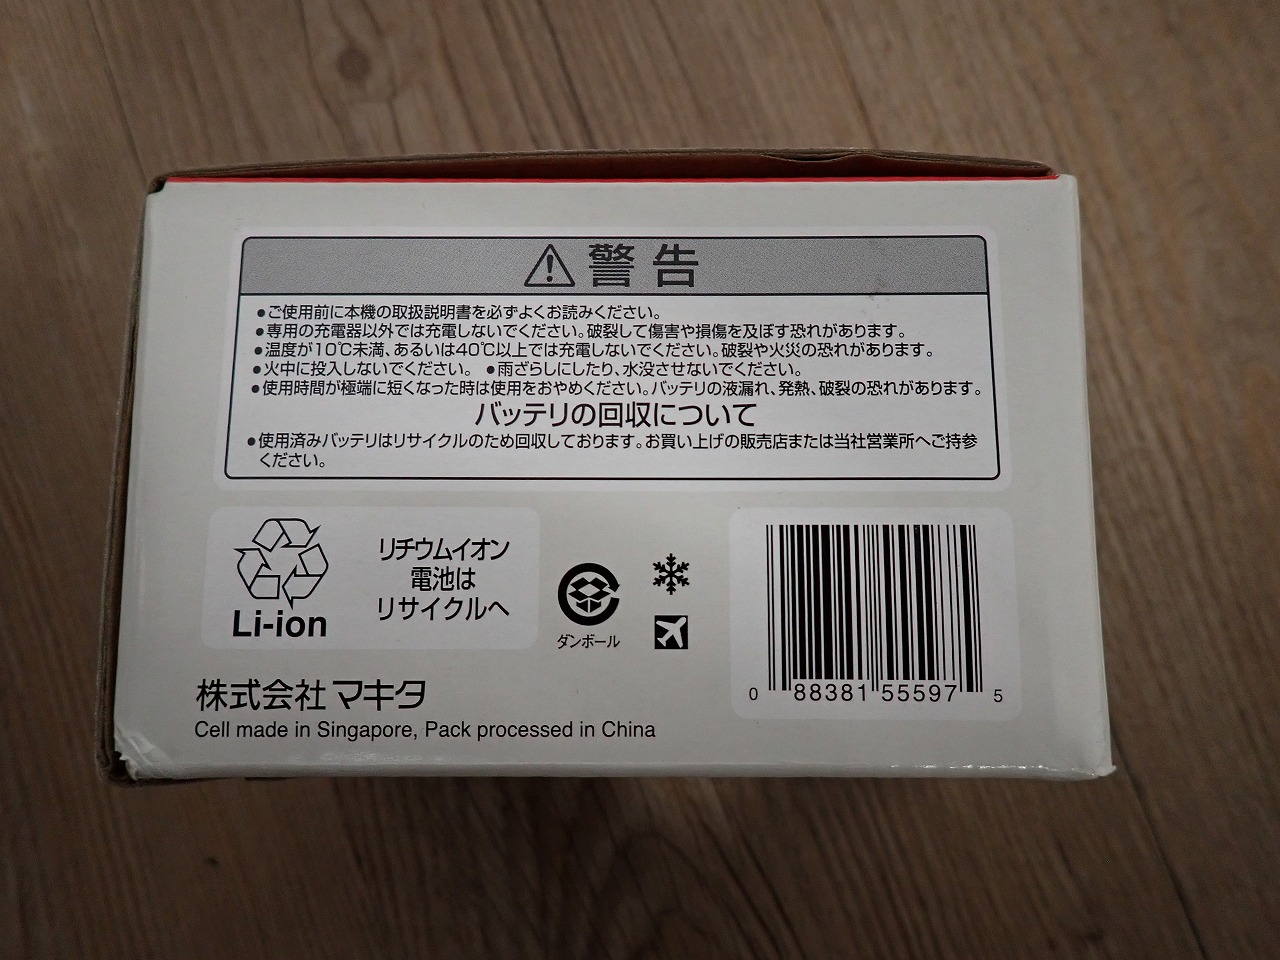 警告
●ご使用前に本機の取扱説明書を必ずよくお読みください。
●専用の充電器以外では充電しないでください。破裂して傷害や損傷を及ぼす恐れがあります。
●温度が10℃未満、あるいは40℃以上では充電しないでください。破裂や火災の恐れがあります。
●火中に投入しないでください。 ●雨ざらしにしたり、水没させないでください。
●使用時間が極端に短くなった時は使用をおやめください。バッテリの液漏れ、発熱、破裂の恐れがあります。
バッテリの回収について
●使用済みバッテリはリサイクルのため回収しております。お買い上げの販売店または当社営業所へご持参
ください。
Li-ion
リチウムイオン
電池は
リサイクルへ
ダンボール
0 88381 55597 5
株式会社 マキタ
Cell made in Singapore, Pack processed in China